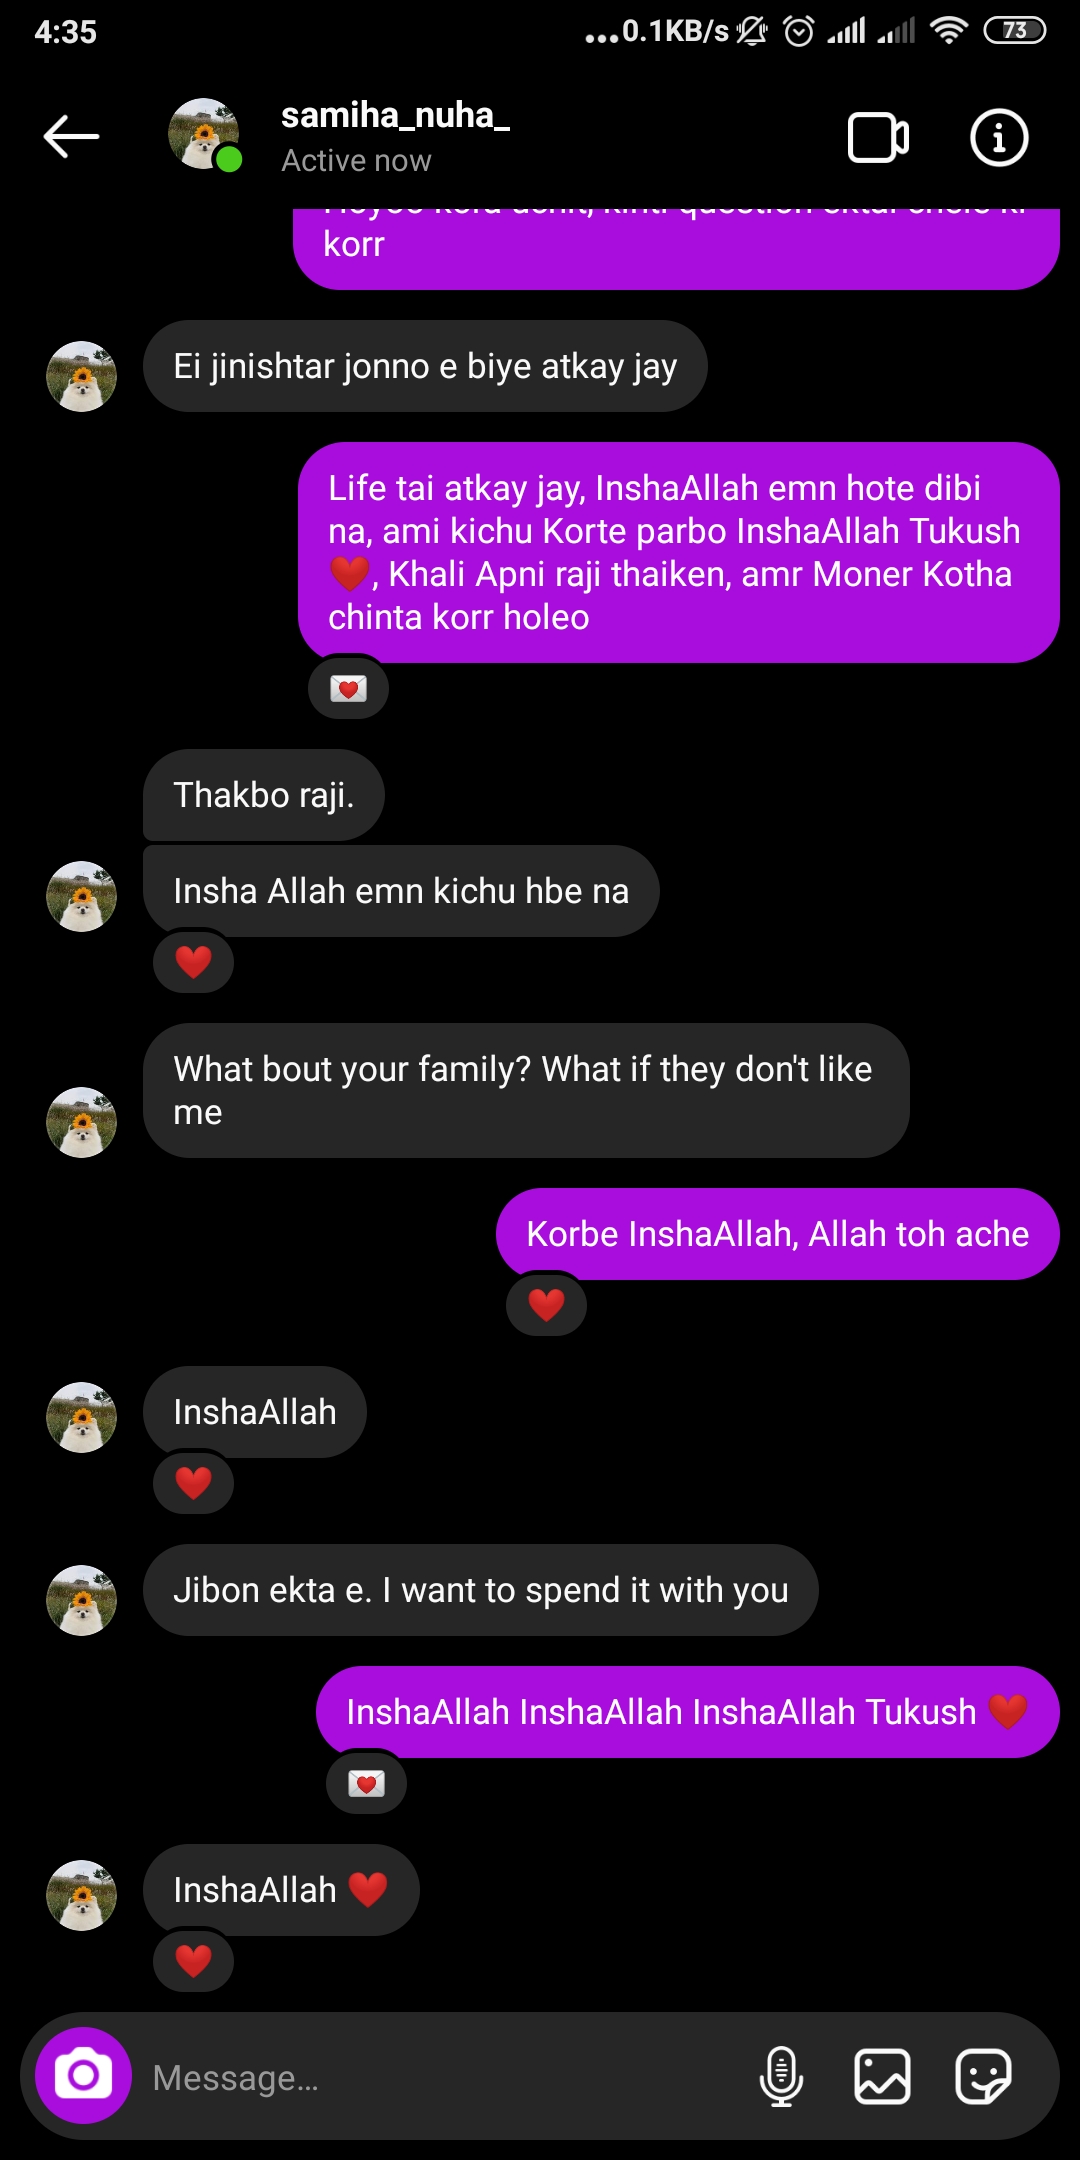 4:35
...0.1KB/s
73
samiha_nuha_
Active now
korr
Ei jinishtar jonno e biye atkay jay
Life tai atkay jay, InshaAllah emn hote dibi
na, ami kichu Korte parbo InshaAllah Tukush
❤️, Khali Apni raji thaiken, amr Moner Kotha
chinta korr holeo
💌
Thakbo raji.
Insha Allah emn kichu hbe na
❤️
What bout your family? What if they don't like
me
Korbe InshaAllah, Allah toh ache
❤️
InshaAllah
❤️
Jibon ekta e. I want to spend it with you
InshaAllah InshaAllah InshaAllah Tukush ❤️
💌
InshaAllah ❤️
❤️
Message...